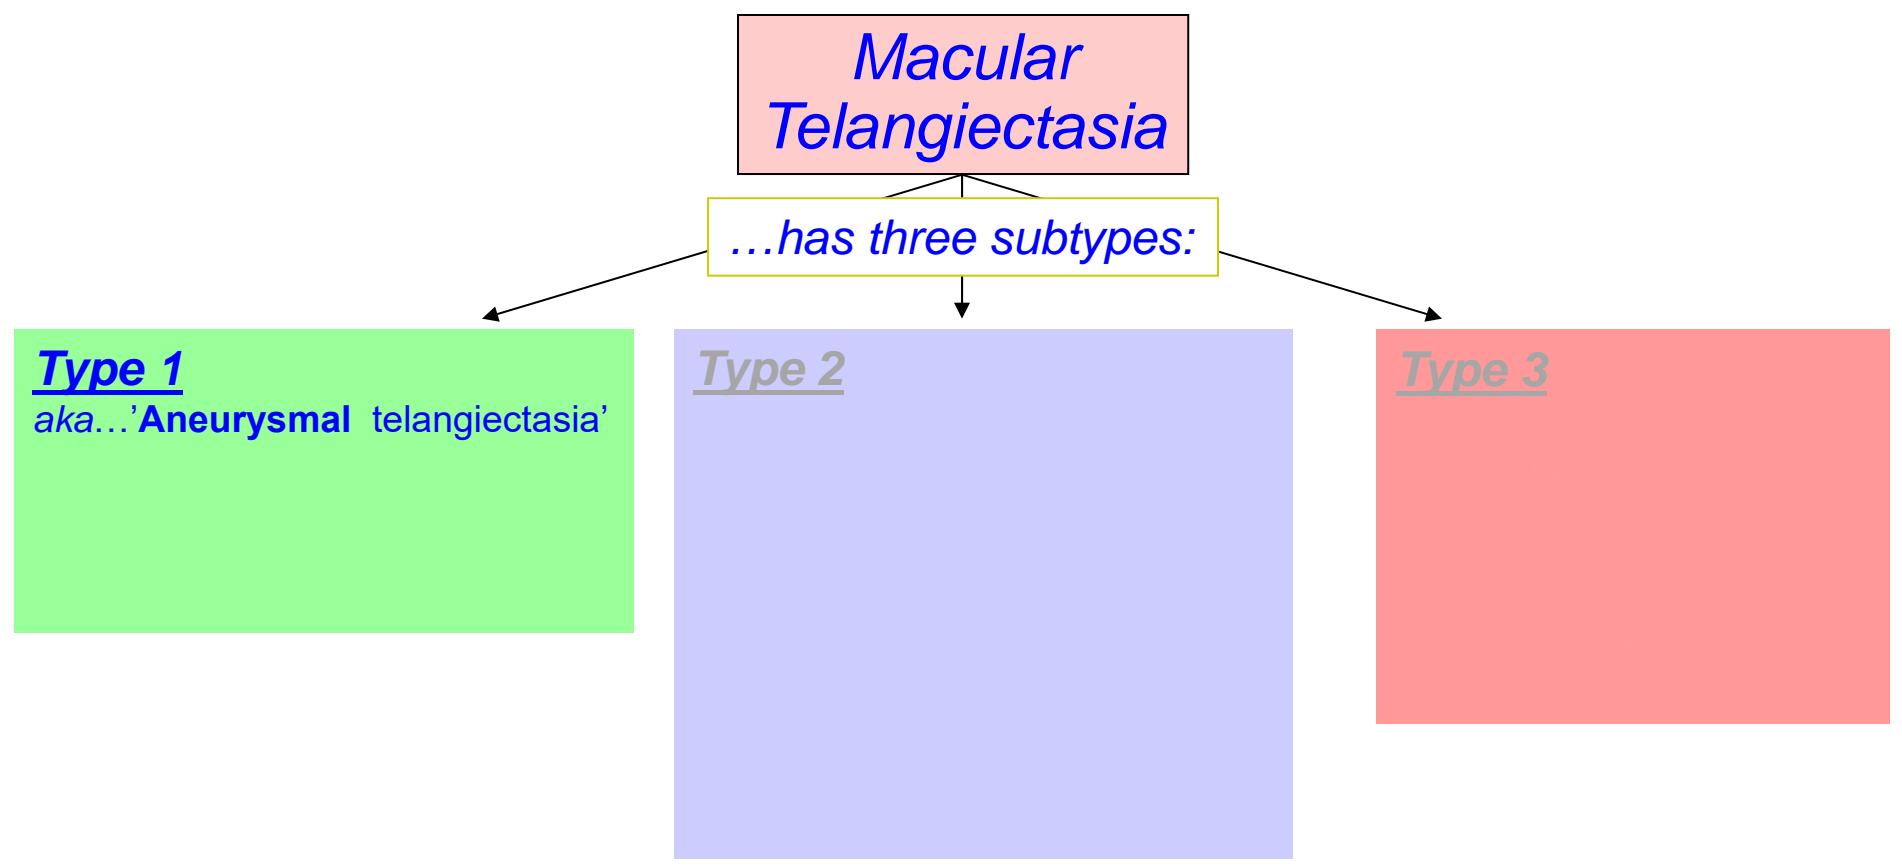 Macular
Telangiectasia
…has three subtypes:
Type 1
aka…’Aneurysmal telangiectasia’
Type 2
Type 3